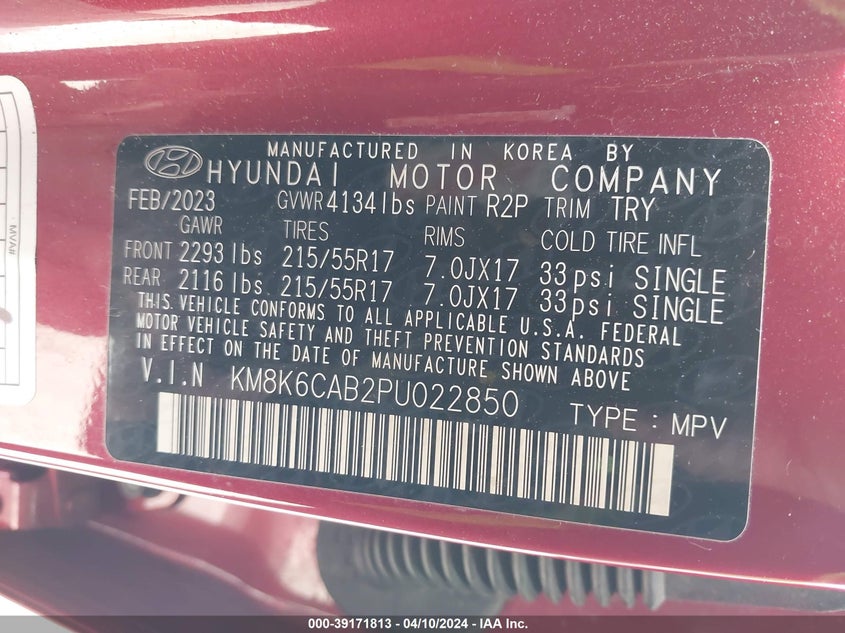 MANUFACTURED IN KOREA BY
HYUNDAI MOTOR COMPANY
FEB/2023 GVWR 4134 lbs PAINT R2P TRIM TRY
GAWR TIRES RIMS COLD TIRE INFL
FRONT 2293 lbs 215/55R17 7.0JX17 33psi SINGLE
REAR 2116 lbs 215/55R17 7.0JX17 33psi SINGLE
THIS VEHICLE CONFORMS TO ALL APPLICABLE U.S.A. FEDERAL
MOTOR VEHICLE SAFETY AND THEFT PREVENTION STANDARDS
IN EFFECT ON THE DATE OF MANUFACTURE SHOWN ABOVE
V.I.N KM8K6CAB2PU022850 TYPE : MPV
000-39171813 - 04/10/2024 - IAA Inc.